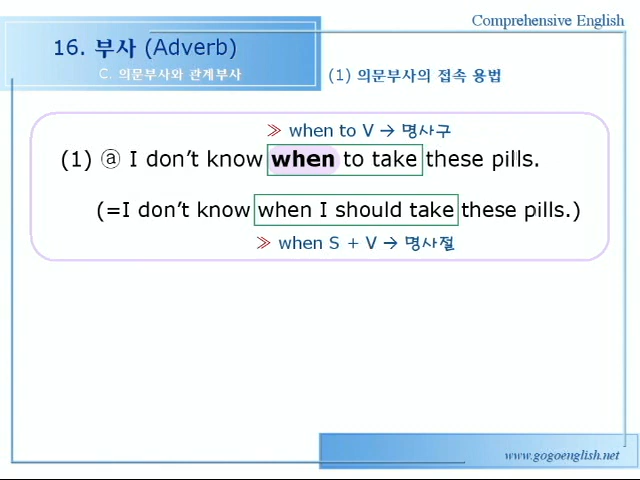 Comprehensive English
16. 부사 (Adverb)
C. 의문부사와 관계부사
(1) 의문부사의 접속 용법
≫ when to V → 명사구
(1) ⓐ I don't know when to take these pills.
(=I don't know when I should take these pills.)
≫ when S + V → 명사절
www.gogoenglish.net